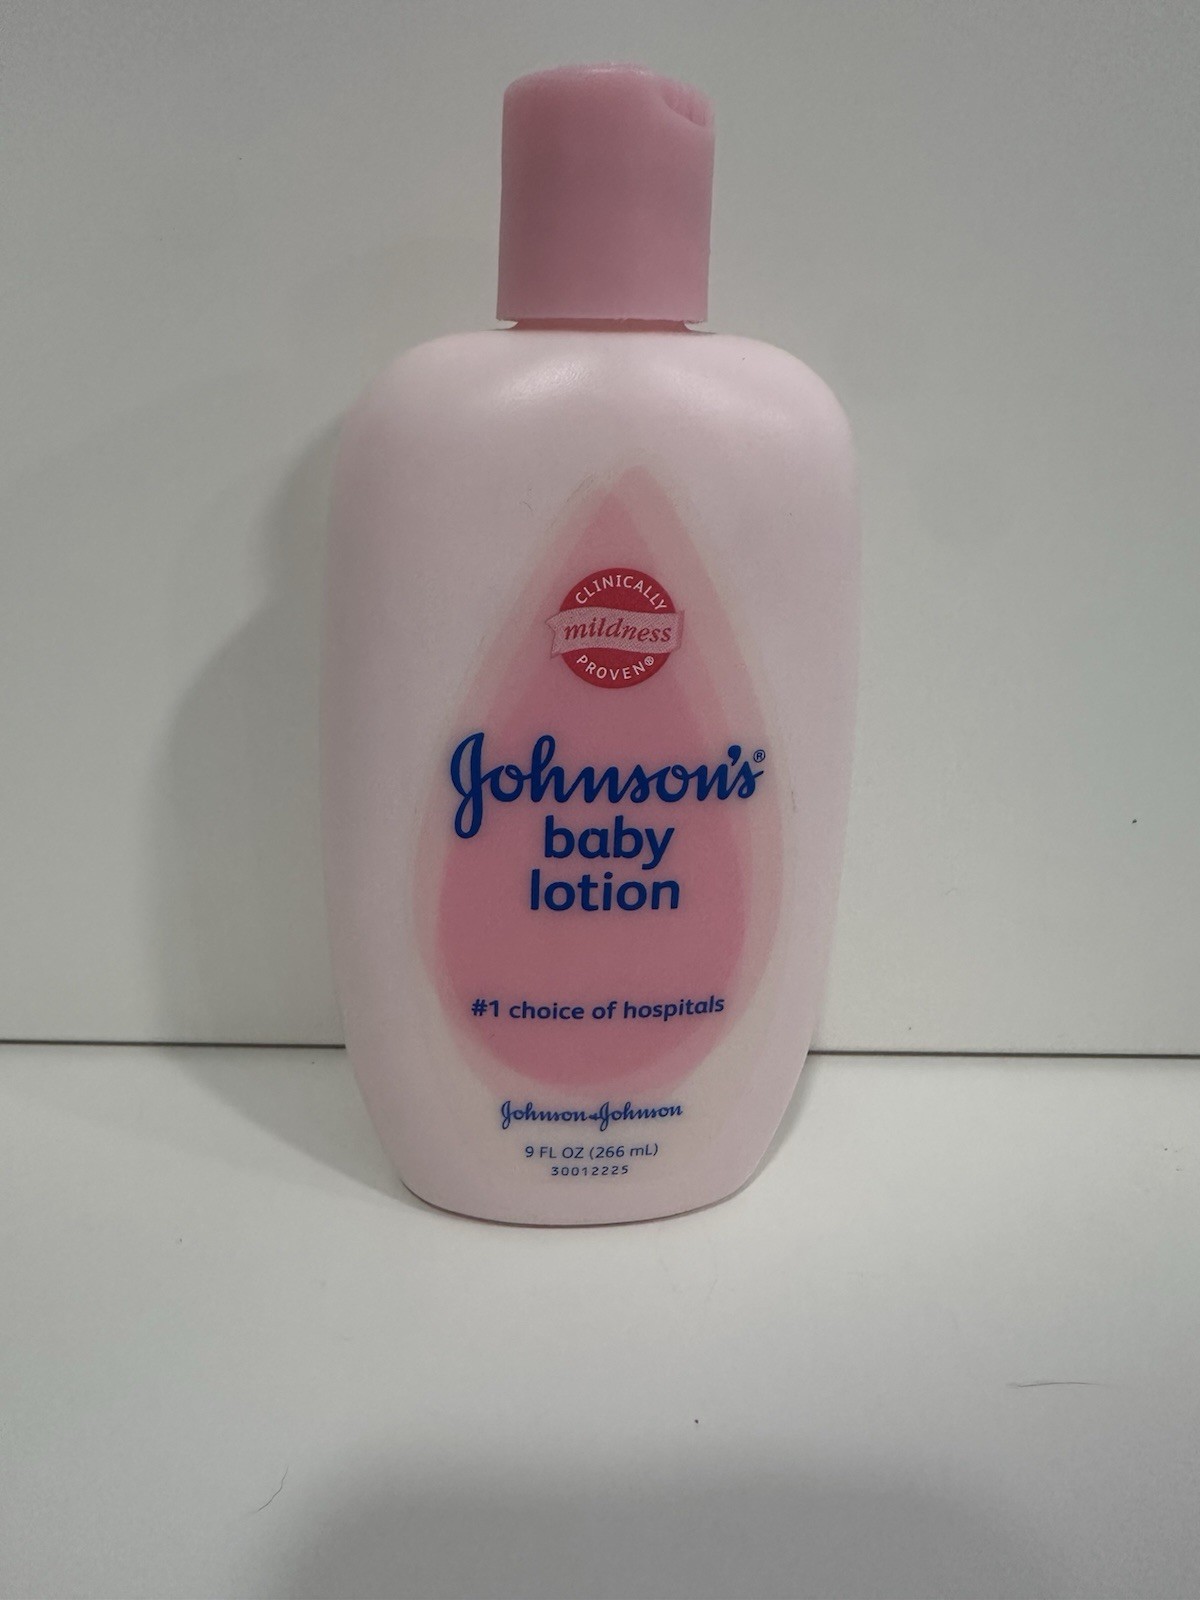 CLINICALLY
mildness
PROVEN®
Johnson's®
baby
lotion
#1 choice of hospitals
Johnson & Johnson
9 FL OZ (266 mL)
30012225